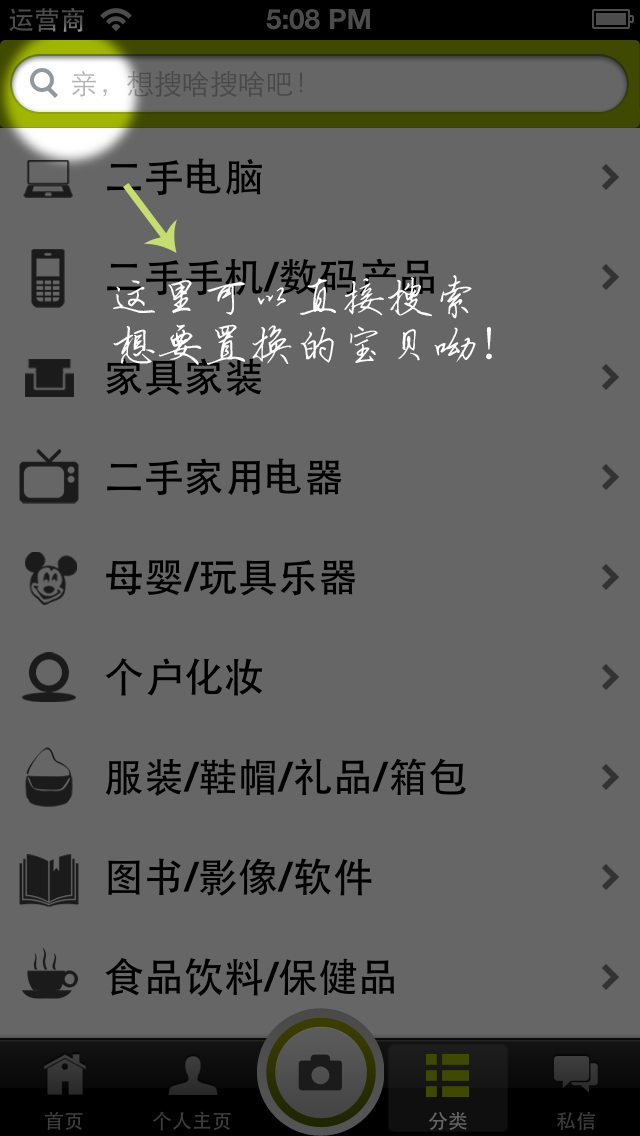 运营商 5:08 PM
亲，想搜啥搜啥吧！
二手电脑
二手手机/数码产品
这里可以直接搜索
想要置换的宝贝呦!
家具家装
二手家用电器
母婴/玩具乐器
个户化妆
服装/鞋帽/礼品/箱包
图书/影像/软件
食品饮料/保健品
首页 个人主页 分类 私信